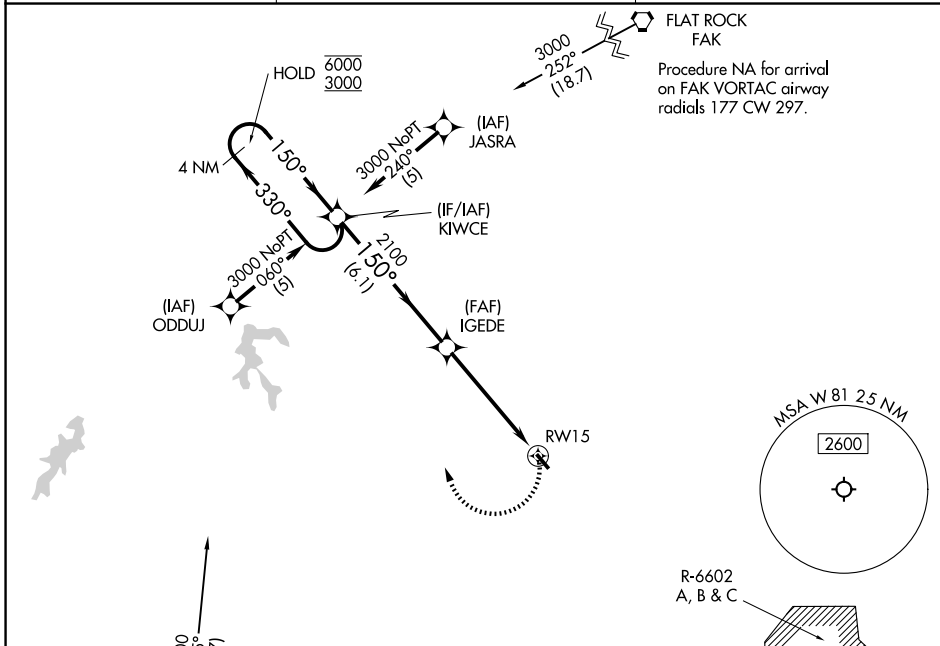 FLAT ROCK
FAK
3000
252°
(18.7)
Procedure NA for arrival
on FAK VORTAC airway
radials 177 CW 297.
HOLD
6000
3000
(IAF)
JASRA
3000 NoPT
240°
(5)
4 NM
150°
330°
(IF/IAF)
KIWCE
3000 NoPT
060°
(5)
2100
150°
(6.1)
(IAF)
ODDUJ
(FAF)
IGEDE
RW15
MSA W 81 25 NM
2600
R-6602
A, B & C